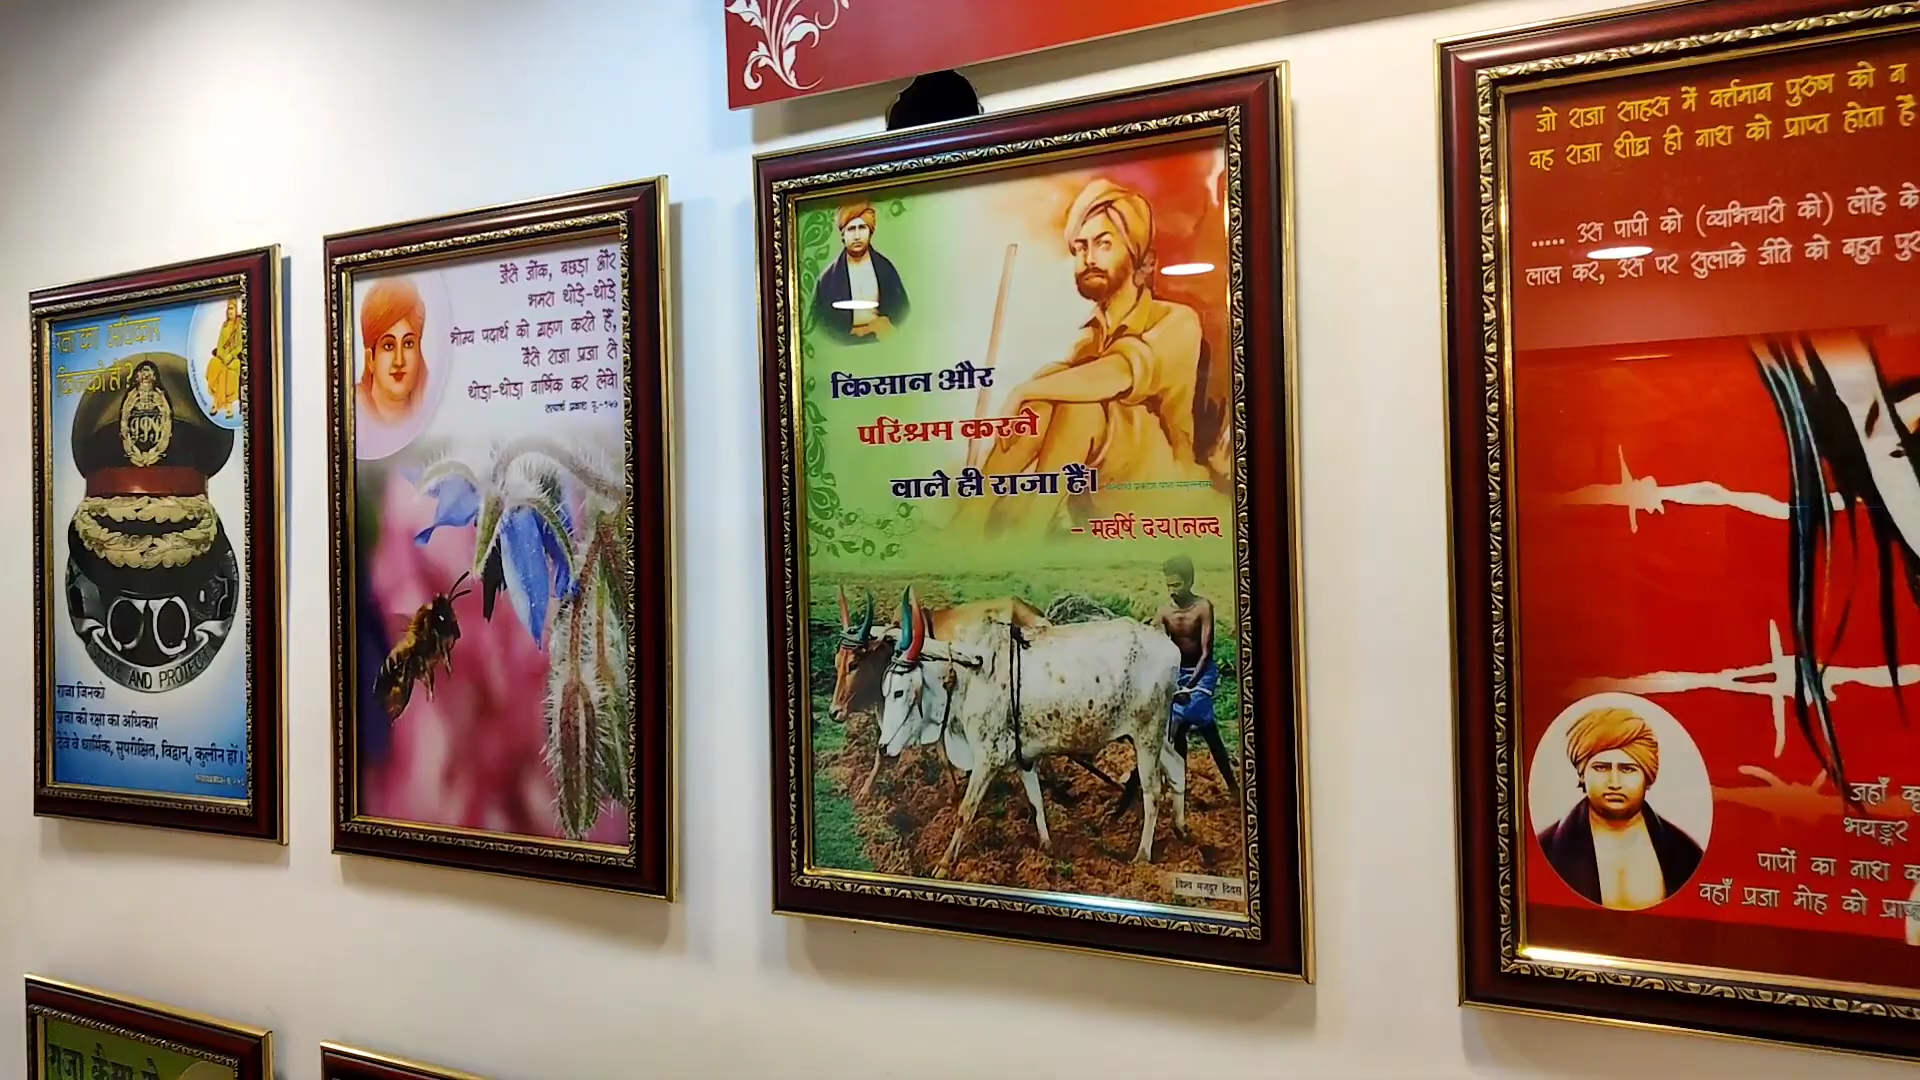 रक्षा का अधिकार
किनको हो?
IPS
AND PROTECT
राजा जिनको
प्रजा की रक्षा का अधिकार
देवे वे धार्मिक, सुपरीक्षित, विद्वान्, कुलीन हों।
जैसे जोंक, बछड़ा और
भमरा थोड़े-थोड़े
भोग्य पदार्थ को ग्रहण करते हैं,
वैसे राजा प्रजा से
थोड़ा-थोड़ा वार्षिक कर लेवे।
किसान और
परिश्रम करने
वाले ही राजा हैं।
- महर्षि दयानन्द
विश्व मजदूर दिवस
जो राजा साहस में वर्त्तमान पुरुष को न
वह राजा शीघ्र ही नाश को प्राप्त होता है
..... उस पापी को (व्यभिचारी को) लोहे के
लाल कर, उस पर सुलाके जीते को बहुत
जहाँ
भयङ्कर
पापों का नाश
वहाँ प्रजा मोह को